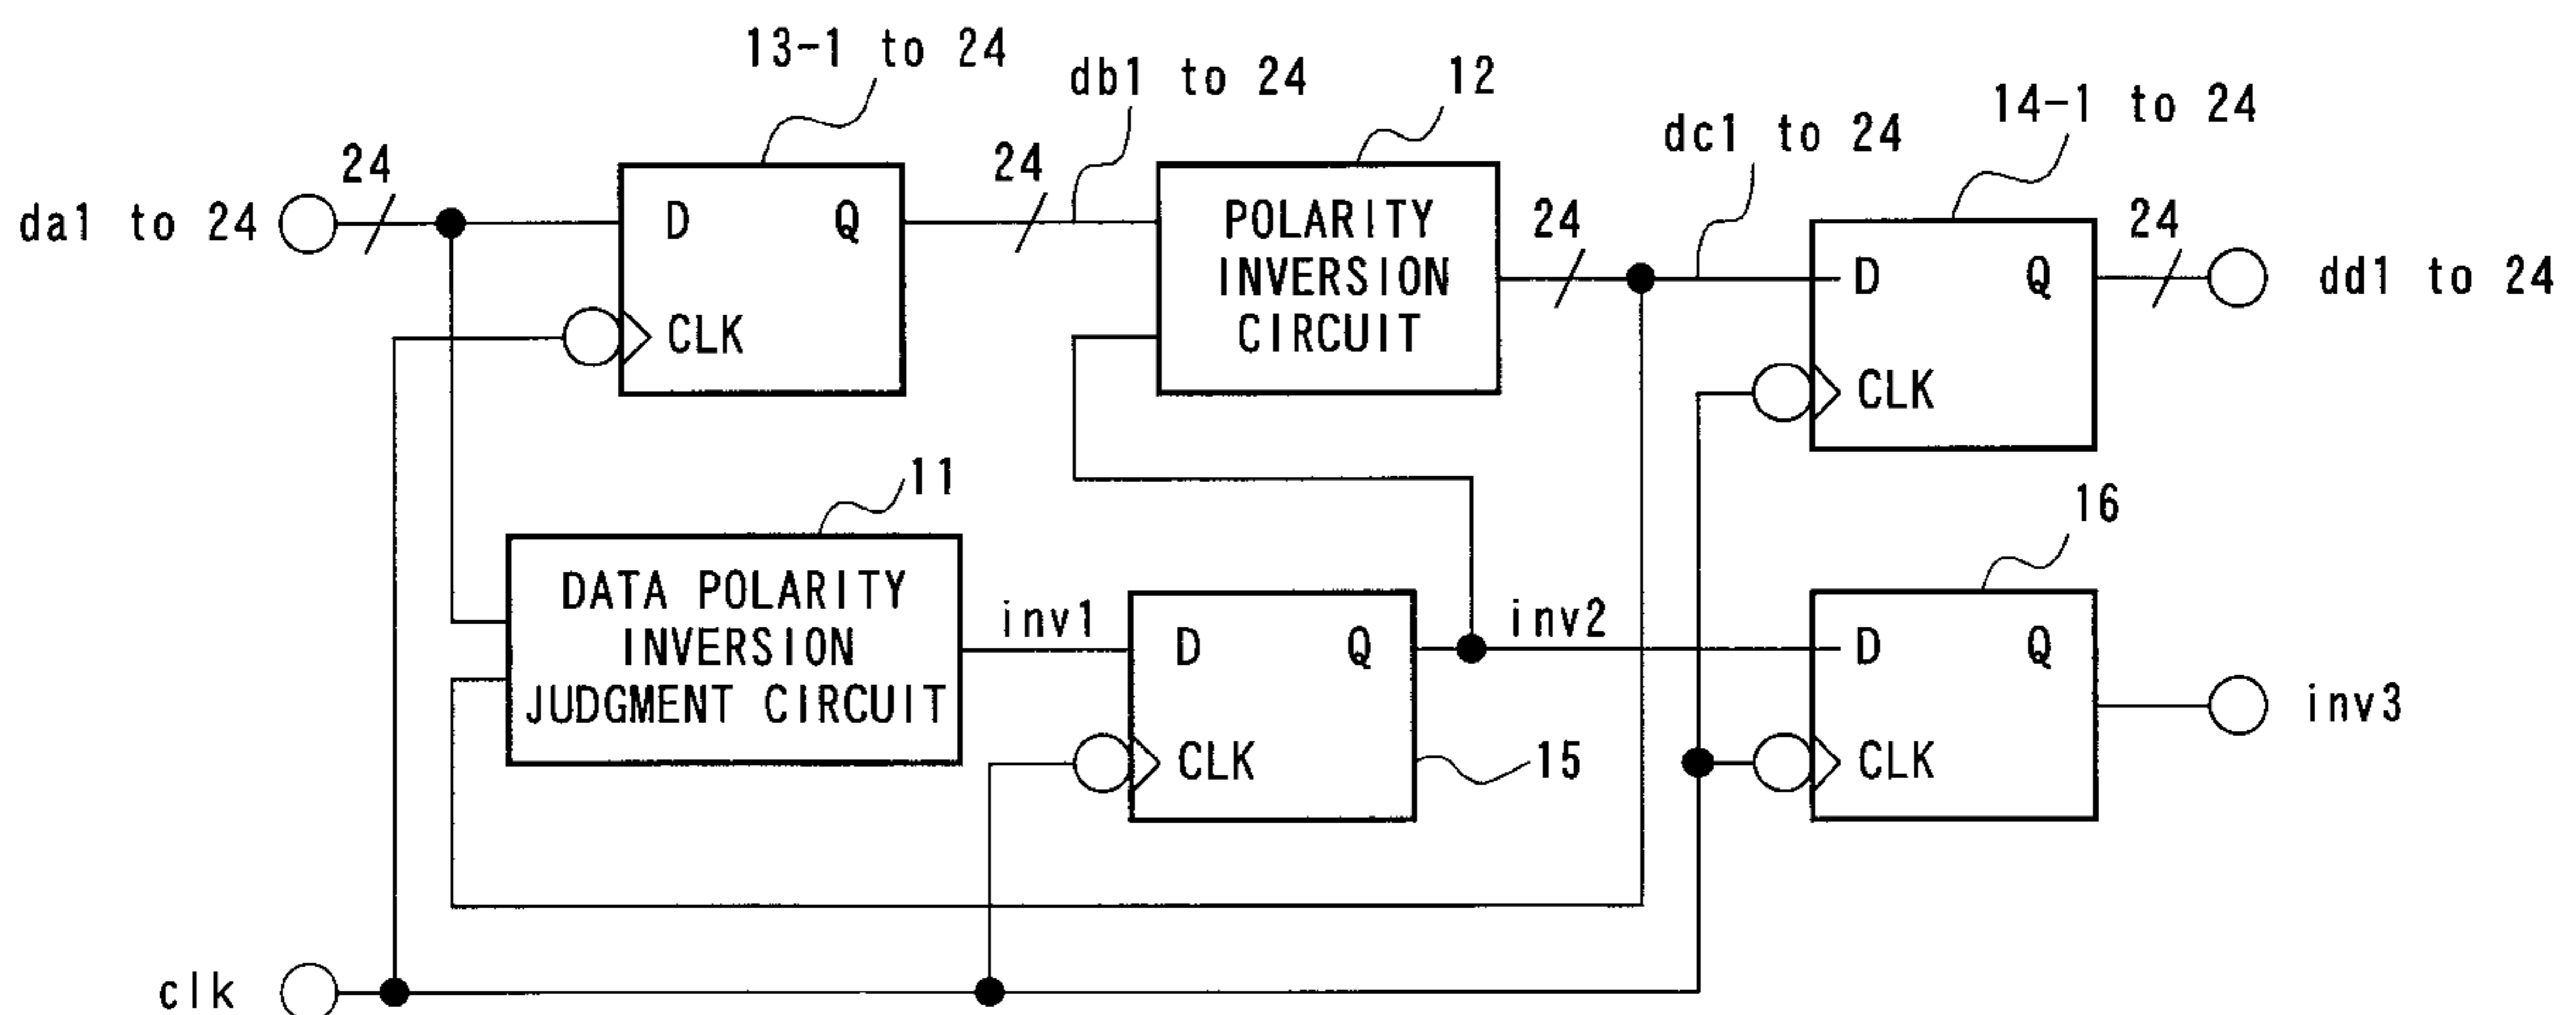 13-1 to 24
db1 to 24
12
14-1 to 24
dc1 to 24
24
24
24
24
da1 to 24
D Q
CLK
POLARITY
INVERSION
CIRCUIT
D Q
CLK
dd1 to 24
11
16
DATA POLARITY
INVERSION
JUDGMENT CIRCUIT
inv1
D Q
CLK
15
inv2
D Q
CLK
inv3
clk